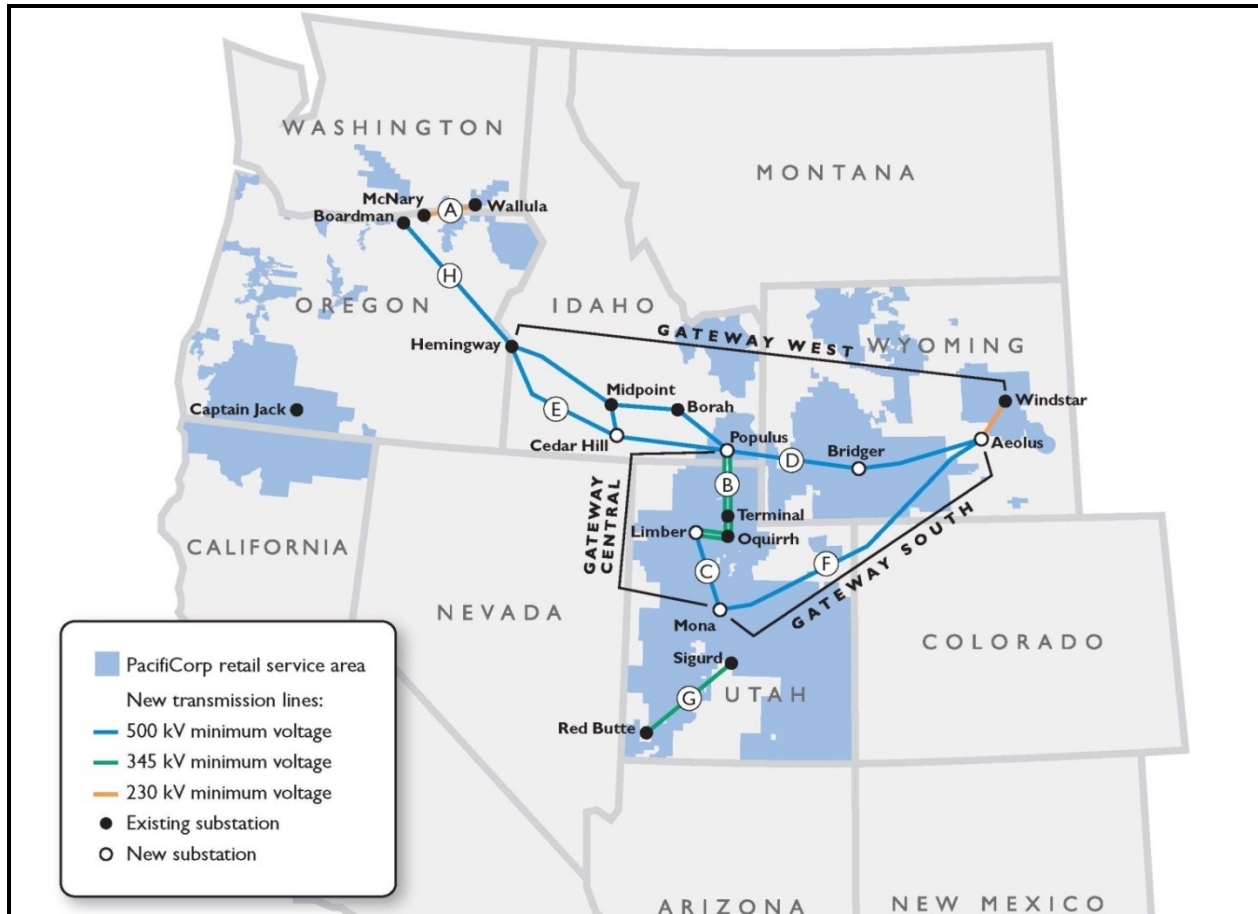 WASHINGTON
MONTANA
McNary
A
Wallula
Boardman
H
OREGON
IDAHO
GATEWAY WEST
WYOMING
Hemingway
Midpoint
Windstar
Captain Jack
E
Borah
Cedar Hill
Populus
Aeolus
D
Bridger
B
GATEWAY
CENTRAL
Terminal
Limber
Oquirrh
CALIFORNIA
C
F
GATEWAY SOUTH
NEVADA
Mona
COLORADO
Sigurd
G
UTAH
Red Butte
PacifiCorp retail service area
New transmission lines:
500 kV minimum voltage
345 kV minimum voltage
230 kV minimum voltage
Existing substation
New substation
ARIZONA
NEW MEXICO